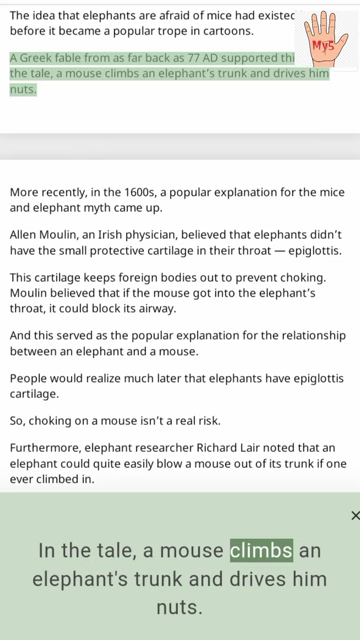 The idea that elephants are afraid of mice had existed
before it became a popular trope in cartoons.
A Greek fable from as far back as 77 AD supported thi
the tale, a mouse climbs an elephant's trunk and drives him
nuts.
My5
More recently, in the 1600s, a popular explanation for the mice
and elephant myth came up.
Allen Moulin, an Irish physician, believed that elephants didn't
have the small protective cartilage in their throat — epiglottis.
This cartilage keeps foreign bodies out to prevent choking.
Moulin believed that if the mouse got into the elephant's
throat, it could block its airway.
And this served as the popular explanation for the relationship
between an elephant and a mouse.
People would realize much later that elephants have epiglottis
cartilage.
So, choking on a mouse isn't a real risk.
Furthermore, elephant researcher Richard Lair noted that an
elephant could quite easily blow a mouse out of its trunk if one
ever climbed in.
In the tale, a mouse climbs an
elephant's trunk and drives him
nuts.